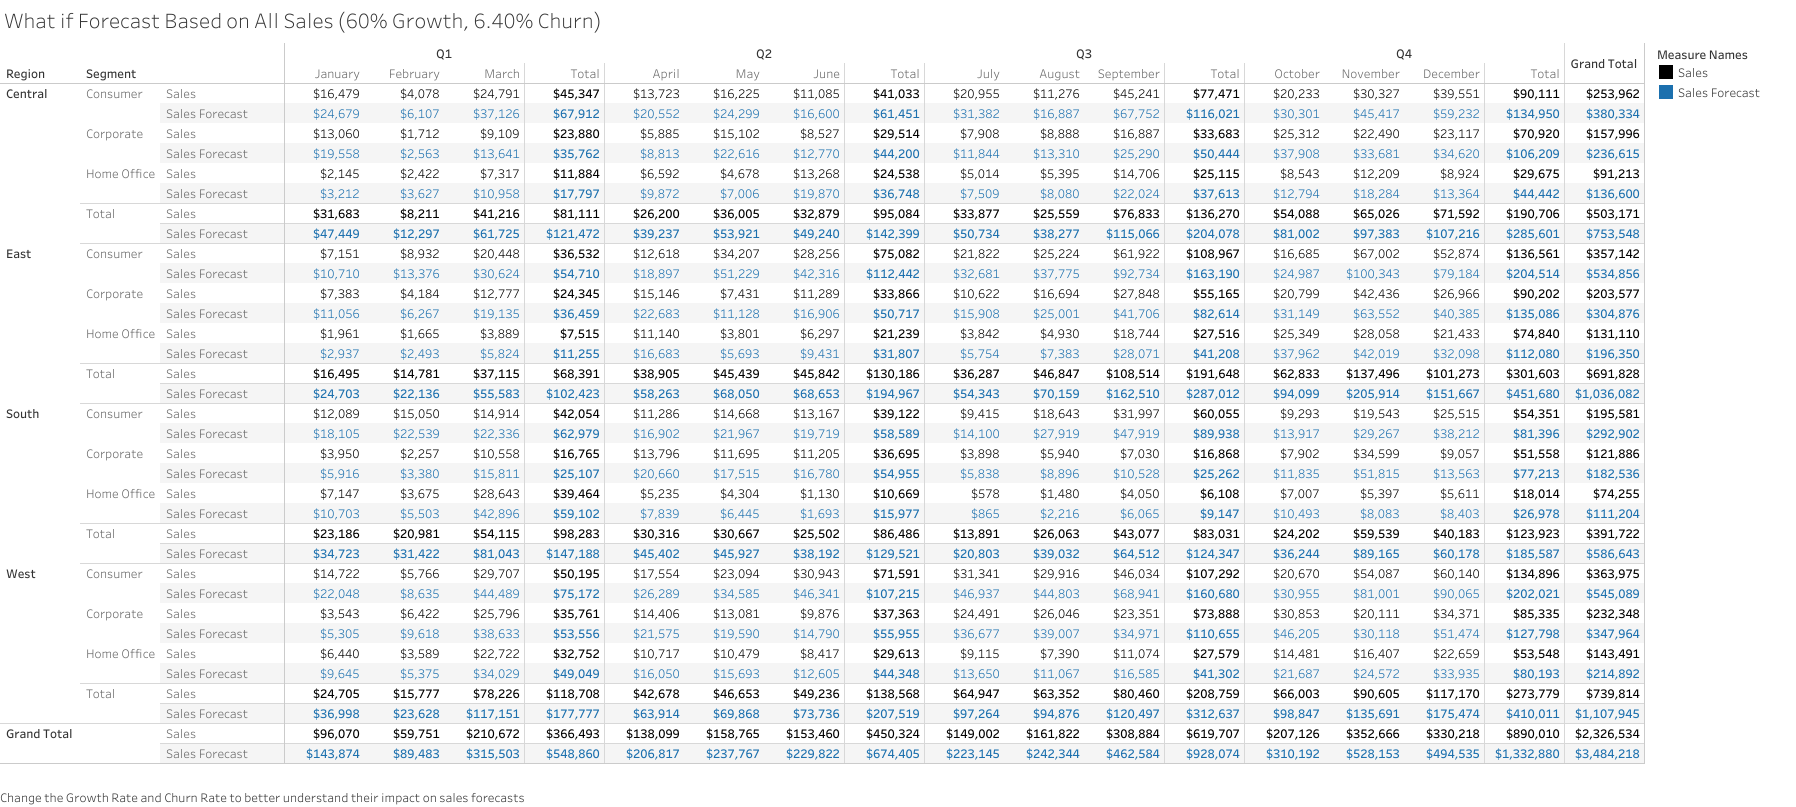 What if Forecast Based on All Sales (60% Growth, 6.40% Churn)
Q1 Q2 Q3 Q4 Grand Total Measure Names
Region Segment January February March Total April May June Total July August September Total October November December Total Sales
Central Consumer Sales $16,479 $4,078 $24,791 $45,347 $13,723 $16,225 $11,085 $41,033 $20,955 $11,276 $45,241 $77,471 $20,233 $30,327 $39,551 $90,111 $253,962 Sales Forecast
Sales Forecast $24,679 $6,107 $37,126 $67,912 $20,552 $24,299 $16,600 $61,451 $31,382 $16,887 $67,752 $116,021 $30,301 $45,417 $59,232 $134,950 $380,334
Corporate Sales $13,060 $1,712 $9,109 $23,880 $5,885 $15,102 $8,527 $29,514 $7,908 $8,888 $16,887 $33,683 $25,312 $22,490 $23,117 $70,920 $157,996
Sales Forecast $19,558 $2,563 $13,641 $35,762 $8,813 $22,616 $12,770 $44,200 $11,844 $13,310 $25,290 $50,444 $37,908 $33,681 $34,620 $106,209 $236,615
Home Office Sales $2,145 $2,422 $7,317 $11,884 $6,592 $4,678 $13,268 $24,538 $5,014 $5,395 $14,706 $25,115 $8,543 $12,209 $8,924 $29,675 $91,213
Sales Forecast $3,212 $3,627 $10,958 $17,797 $9,872 $7,006 $19,870 $36,748 $7,509 $8,080 $22,024 $37,613 $12,794 $18,284 $13,364 $44,442 $136,600
Total Sales $31,683 $8,211 $41,216 $81,111 $26,200 $36,005 $32,879 $95,084 $33,877 $25,559 $76,833 $136,270 $54,088 $65,026 $71,592 $190,706 $503,171
Sales Forecast $47,449 $12,297 $61,725 $121,472 $39,237 $53,921 $49,240 $142,399 $50,734 $38,277 $115,066 $204,078 $81,002 $97,383 $107,216 $285,601 $753,548
East Consumer Sales $7,151 $8,932 $20,448 $36,532 $12,618 $34,207 $28,256 $75,082 $21,822 $25,224 $61,922 $108,967 $16,685 $67,002 $52,874 $136,561 $357,142
Sales Forecast $10,710 $13,376 $30,624 $54,710 $18,897 $51,229 $42,316 $112,442 $32,681 $37,775 $92,734 $163,190 $24,987 $100,343 $79,184 $204,514 $534,856
Corporate Sales $7,383 $4,184 $12,777 $24,345 $15,146 $7,431 $11,289 $33,866 $10,622 $16,694 $27,848 $55,165 $20,799 $42,436 $26,966 $90,202 $203,577
Sales Forecast $11,056 $6,267 $19,135 $36,459 $22,683 $11,128 $16,906 $50,717 $15,908 $25,001 $41,706 $82,614 $31,149 $63,552 $40,385 $135,086 $304,876
Home Office Sales $1,961 $1,665 $3,889 $7,515 $11,140 $3,801 $6,297 $21,239 $3,842 $4,930 $18,744 $27,516 $25,349 $28,058 $21,433 $74,840 $131,110
Sales Forecast $2,937 $2,493 $5,824 $11,255 $16,683 $5,693 $9,431 $31,807 $5,754 $7,383 $28,071 $41,208 $37,962 $42,019 $32,098 $112,080 $196,350
Total Sales $16,495 $14,781 $37,115 $68,391 $38,905 $45,439 $45,842 $130,186 $36,287 $46,847 $108,514 $191,648 $62,833 $137,496 $101,273 $301,603 $691,828
Sales Forecast $24,703 $22,136 $55,583 $102,423 $58,263 $68,050 $68,653 $194,967 $54,343 $70,159 $162,510 $287,012 $94,099 $205,914 $151,667 $451,680 $1,036,082
South Consumer Sales $12,089 $15,050 $14,914 $42,054 $11,286 $14,668 $13,167 $39,122 $9,415 $18,643 $31,997 $60,055 $9,293 $19,543 $25,515 $54,351 $195,581
Sales Forecast $18,105 $22,539 $22,336 $62,979 $16,902 $21,967 $19,719 $58,589 $14,100 $27,919 $47,919 $89,938 $13,917 $29,267 $38,212 $81,396 $292,902
Corporate Sales $3,950 $2,257 $10,558 $16,765 $13,796 $11,695 $11,205 $36,695 $3,898 $5,940 $7,030 $16,868 $7,902 $34,599 $9,057 $51,558 $121,886
Sales Forecast $5,916 $3,380 $15,811 $25,107 $20,660 $17,515 $16,780 $54,955 $5,838 $8,896 $10,528 $25,262 $11,835 $51,815 $13,563 $77,213 $182,536
Home Office Sales $7,147 $3,675 $28,643 $39,464 $5,235 $4,304 $1,130 $10,669 $578 $1,480 $4,050 $6,108 $7,007 $5,397 $5,611 $18,014 $74,255
Sales Forecast $10,703 $5,503 $42,896 $59,102 $7,839 $6,445 $1,693 $15,977 $865 $2,216 $6,065 $9,147 $10,493 $8,083 $8,403 $26,978 $111,204
Total Sales $23,186 $20,981 $54,115 $98,283 $30,316 $30,667 $25,502 $86,486 $13,891 $26,063 $43,077 $83,031 $24,202 $59,539 $40,183 $123,923 $391,722
Sales Forecast $34,723 $31,422 $81,043 $147,188 $45,402 $45,927 $38,192 $129,521 $20,803 $39,032 $64,512 $124,347 $36,244 $89,165 $60,178 $185,587 $586,643
West Consumer Sales $14,722 $5,766 $29,707 $50,195 $17,554 $23,094 $30,943 $71,591 $31,341 $29,916 $46,034 $107,292 $20,670 $54,087 $60,140 $134,896 $363,975
Sales Forecast $22,048 $8,635 $44,489 $75,172 $26,289 $34,585 $46,341 $107,215 $46,937 $44,803 $68,941 $160,680 $30,955 $81,001 $90,065 $202,021 $545,089
Corporate Sales $3,543 $6,422 $25,796 $35,761 $14,406 $13,081 $9,876 $37,363 $24,491 $26,046 $23,351 $73,888 $30,853 $20,111 $34,371 $85,335 $232,348
Sales Forecast $5,305 $9,618 $38,633 $53,556 $21,575 $19,590 $14,790 $55,955 $36,677 $39,007 $34,971 $110,655 $46,205 $30,118 $51,474 $127,798 $347,964
Home Office Sales $6,440 $3,589 $22,722 $32,752 $10,717 $10,479 $8,417 $29,613 $9,115 $7,390 $11,074 $27,579 $14,481 $16,407 $22,659 $53,548 $143,491
Sales Forecast $9,645 $5,375 $34,029 $49,049 $16,050 $15,693 $12,605 $44,348 $13,650 $11,067 $16,585 $41,302 $21,687 $24,572 $33,935 $80,193 $214,892
Total Sales $24,705 $15,777 $78,226 $118,708 $42,678 $46,653 $49,236 $138,568 $64,947 $63,352 $80,460 $208,759 $66,003 $90,605 $117,170 $273,779 $739,814
Sales Forecast $36,998 $23,628 $117,151 $177,777 $63,914 $69,868 $73,736 $207,519 $97,264 $94,876 $120,497 $312,637 $98,847 $135,691 $175,474 $410,011 $1,107,945
Grand Total Sales $96,070 $59,751 $210,672 $366,493 $138,099 $158,765 $153,460 $450,324 $149,002 $161,822 $308,884 $619,707 $207,126 $352,666 $330,218 $890,010 $2,326,534
Sales Forecast $143,874 $89,483 $315,503 $548,860 $206,817 $237,767 $229,822 $674,405 $223,145 $242,344 $462,584 $928,074 $310,192 $528,153 $494,535 $1,332,880 $3,484,218
Change the Growth Rate and Churn Rate to better understand their impact on sales forecasts